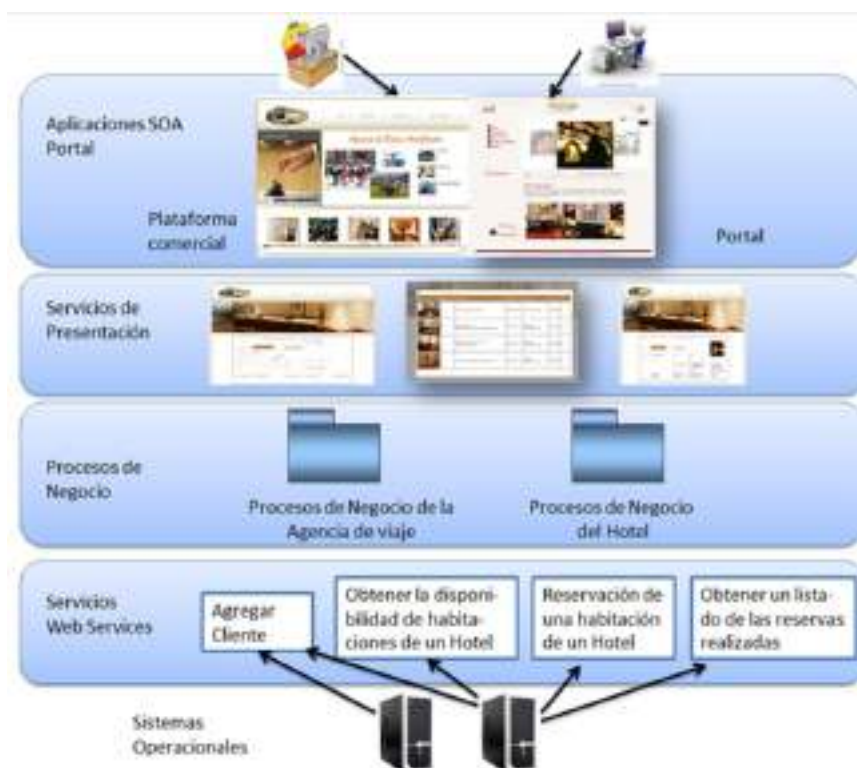 Aplicaciones SOA
Portal
Plataforma
comercial
Portal
Servicios de
Presentación
Procesos de
Negocio
Procesos de Negocio de la
Agencia de viaje
Procesos de Negocio
del Hotel
Servicios
Web Services
Agregar
Cliente
Obtener la disponi-
bilidad de habita-
ciones de un Hotel
Reservación de
una habitación
de un Hotel
Obtener un lista-
do de las reservas
realizadas
Sistemas
Operacionales